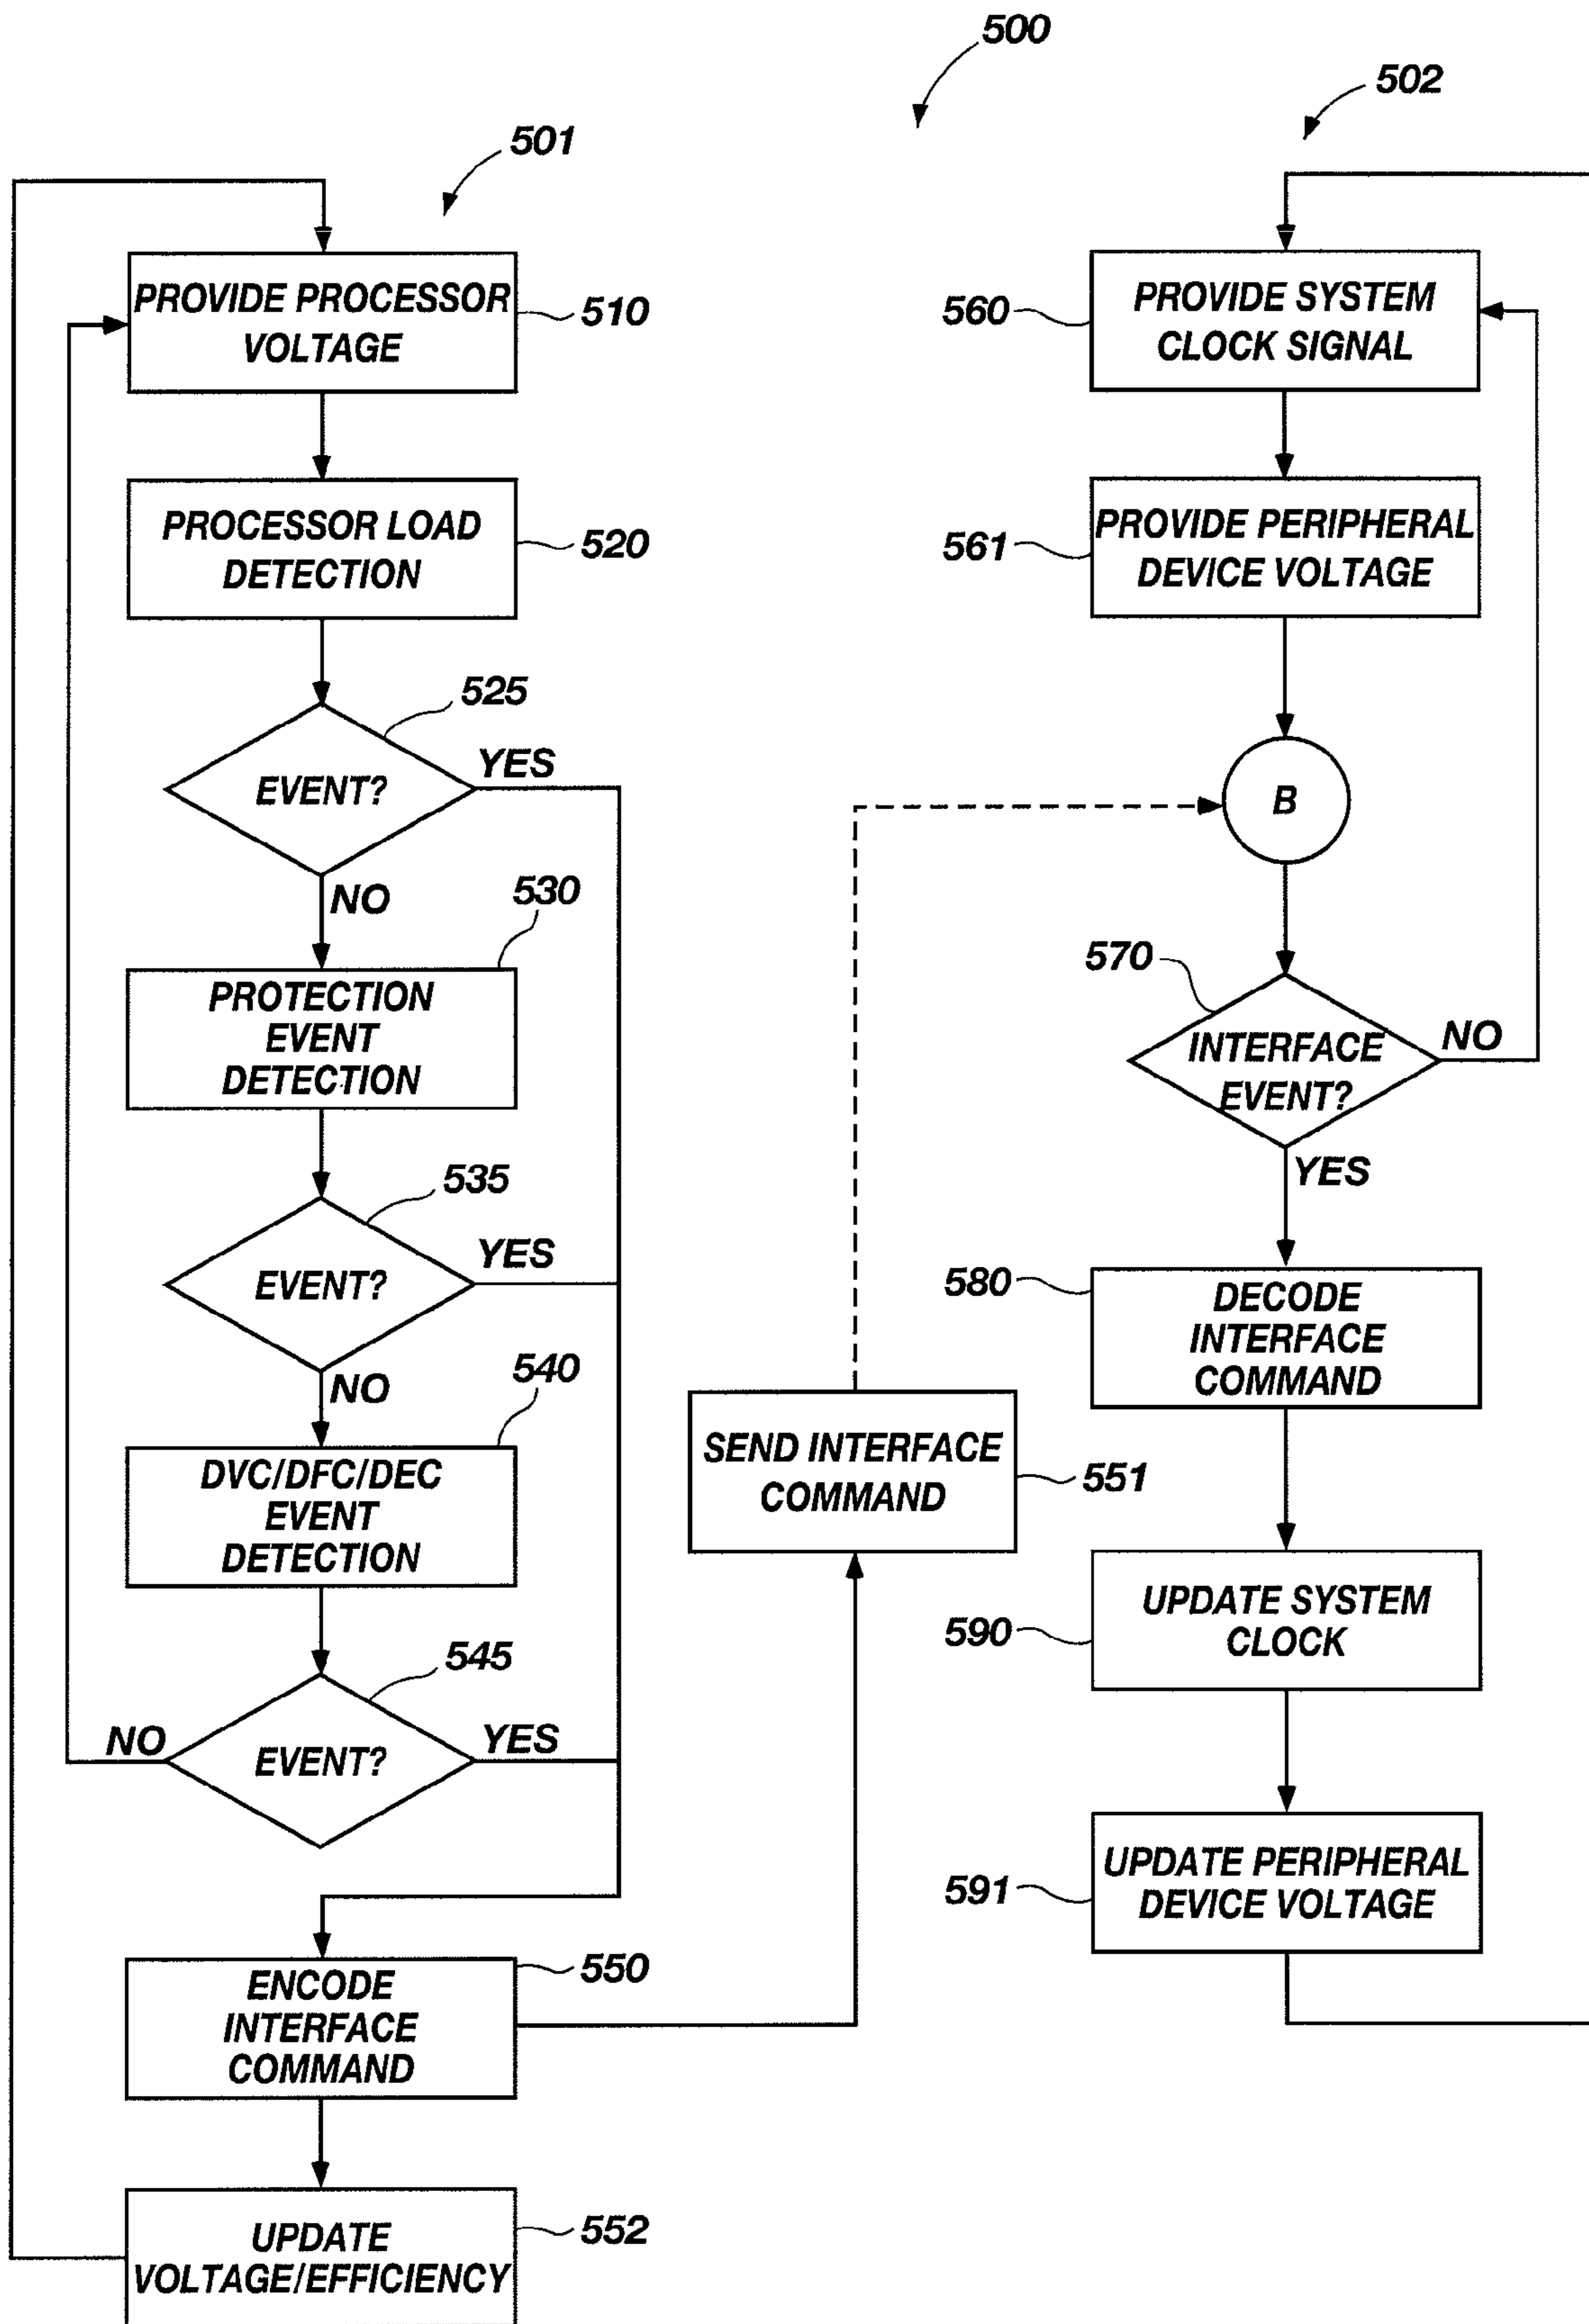 500
502
501
PROVIDE PROCESSOR
VOLTAGE
510
PROCESSOR LOAD
DETECTION
520
525
EVENT?
YES
NO
530
PROTECTION
EVENT
DETECTION
535
EVENT?
YES
NO
540
DVC/DFC/DEC
EVENT
DETECTION
545
EVENT?
NO
YES
ENCODE
INTERFACE
COMMAND
550
UPDATE
VOLTAGE/EFFICIENCY
552
SEND INTERFACE
COMMAND
551
560
PROVIDE SYSTEM
CLOCK SIGNAL
561
PROVIDE PERIPHERAL
DEVICE VOLTAGE
B
570
INTERFACE
EVENT?
NO
YES
580
DECODE
INTERFACE
COMMAND
590
UPDATE SYSTEM
CLOCK
591
UPDATE PERIPHERAL
DEVICE VOLTAGE